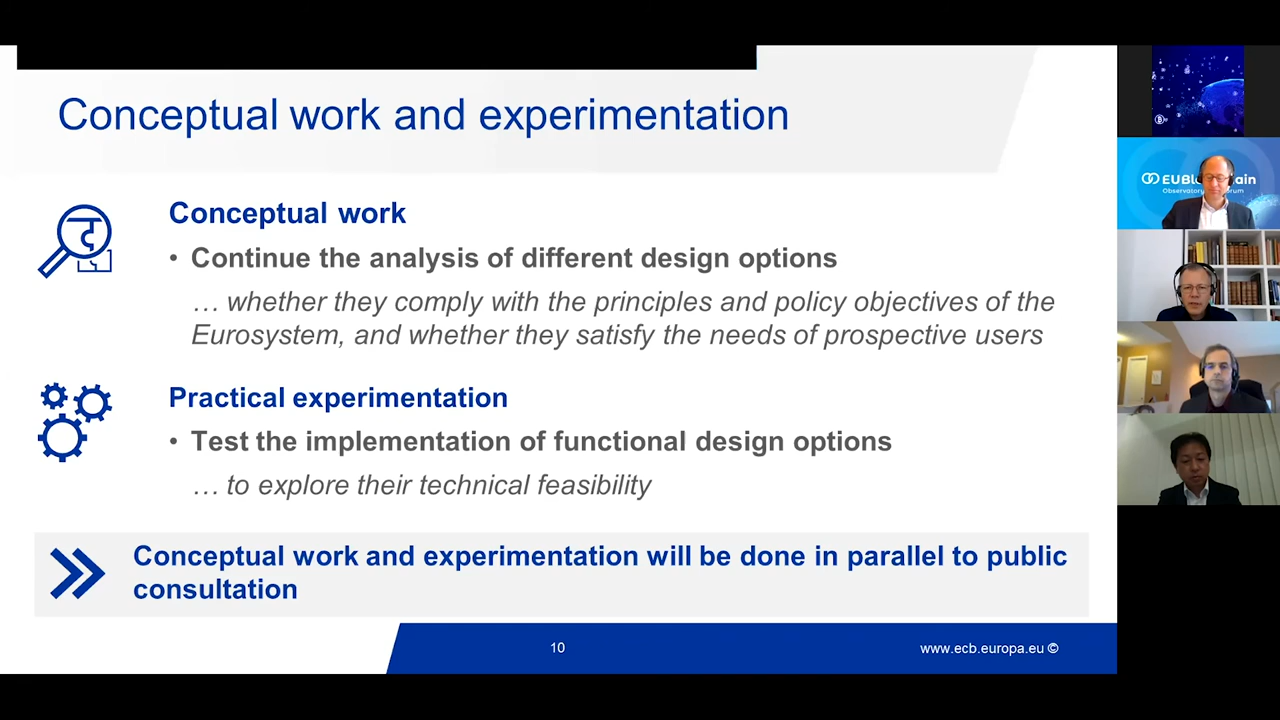 Conceptual work and experimentation
Conceptual work
• Continue the analysis of different design options
… whether they comply with the principles and policy objectives of the
Eurosystem, and whether they satisfy the needs of prospective users
Practical experimentation
• Test the implementation of functional design options
… to explore their technical feasibility
Conceptual work and experimentation will be done in parallel to public
consultation
10
www.ecb.europa.eu ©